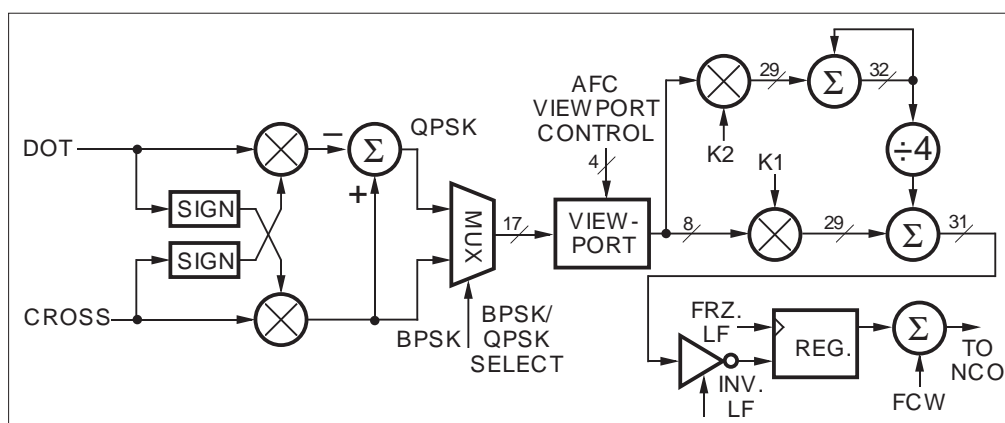 DOT
CROSS
SIGN
SIGN
−
Σ
+
QPSK
BPSK
MUX
BPSK/
QPSK
SELECT
17
AFC
VIEWPORT
CONTROL
4
VIEW-
PORT
8
K2
29
Σ
32
÷4
K1
29
Σ
31
FRZ.
LF
INV.
LF
REG.
Σ
FCW
TO
NCO